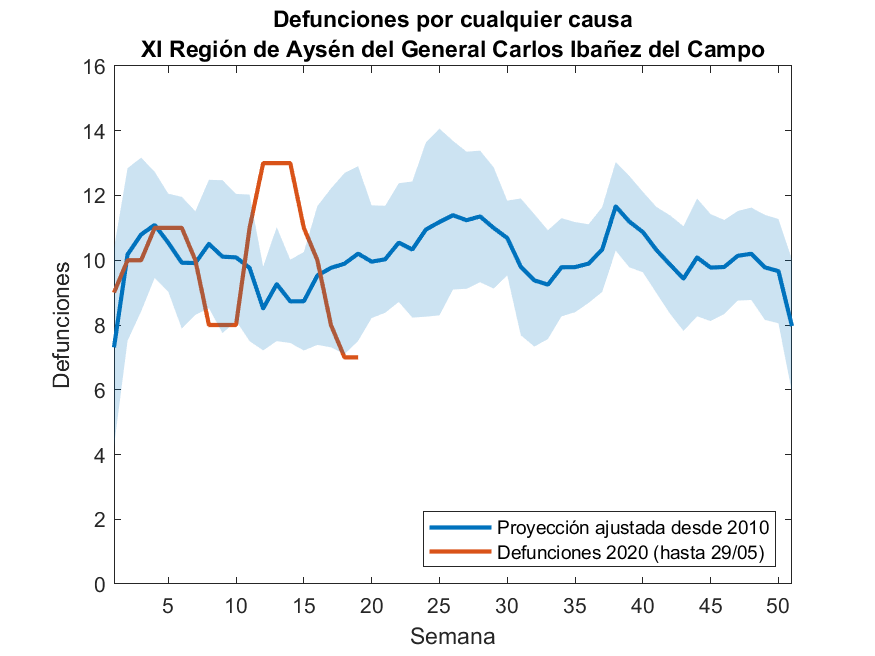 Defunciones por cualquier causa
XI Región de Aysén del General Carlos Ibañez del Campo
16
14
12
10
8
6
4
2
0
Defunciones
5 10 15 20 25 30 35 40 45 50
Semana
Proyección ajustada desde 2010
Defunciones 2020 (hasta 29/05)